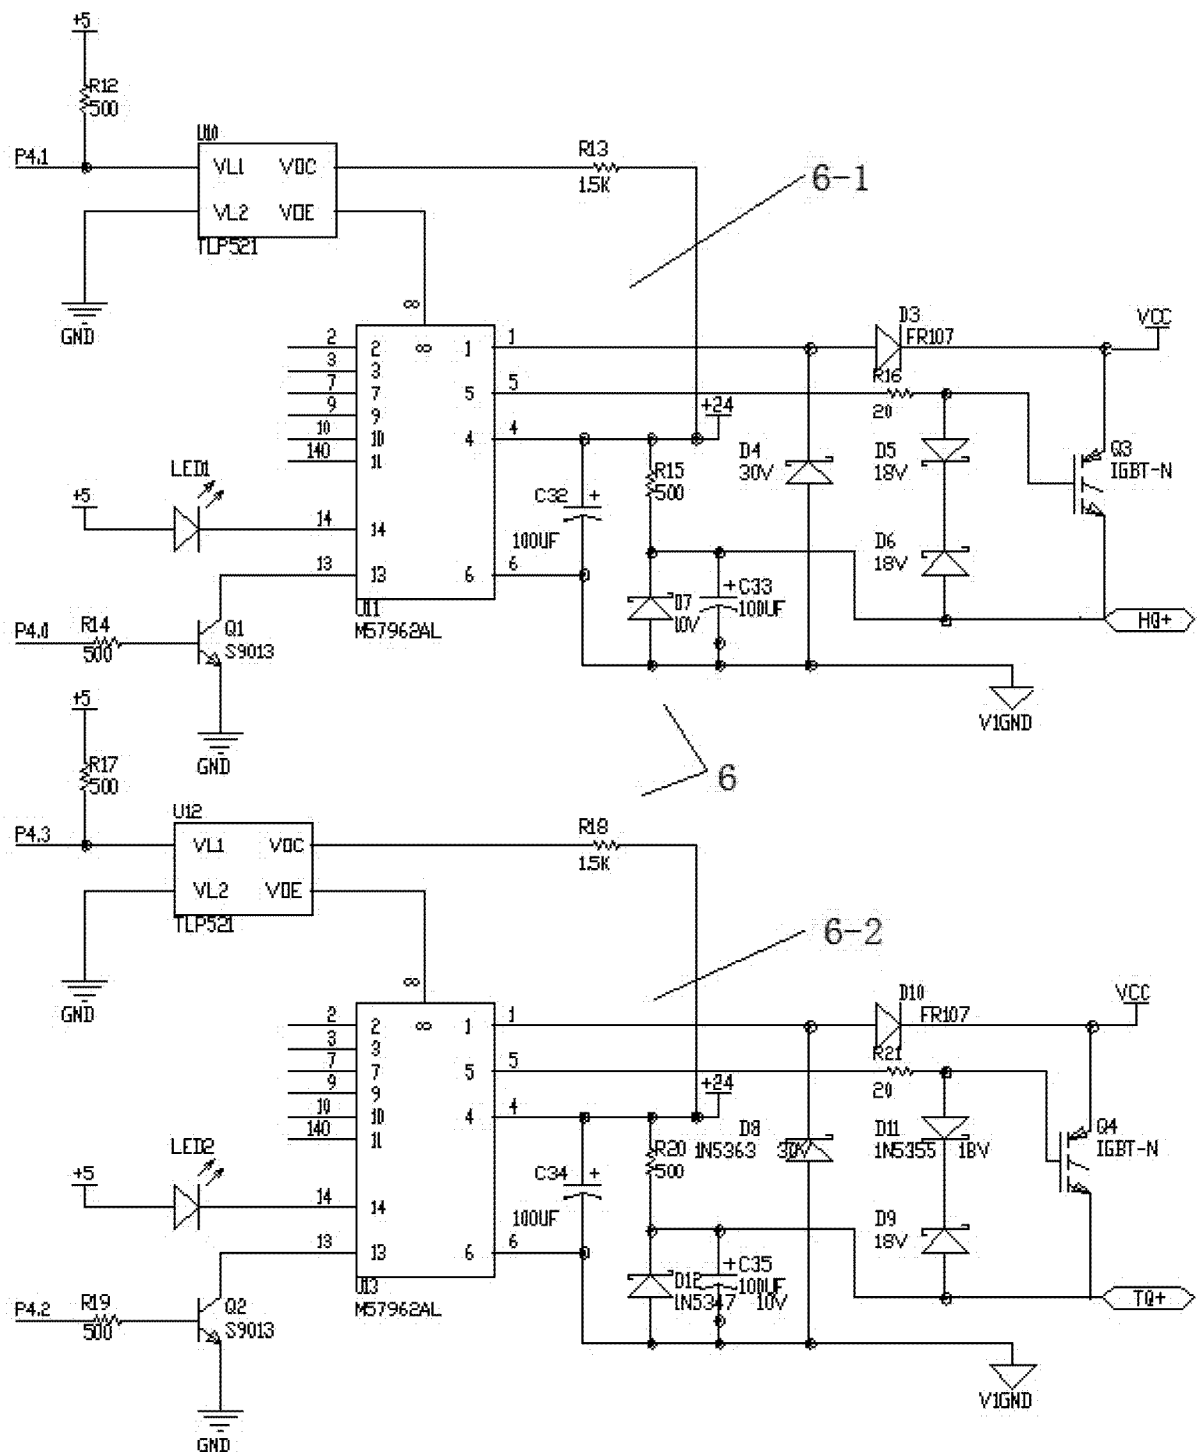 +5
R12
500
P4.1
U10
VL1 VOC
VL2 VOE
TLP521
GND
R13
1.5K
6-1
∞
2 2 ∞ 1 1
3 3
7 7 5 5
9 9
10 10 4 4
140 11
14 14
13 13 6 6
U11
M57962AL
LED1
+5
P4.0
R14
500
Q1
S9013
GND
D3
FR107
VCC
R16
20
+24
C32
+
100UF
R15
500
D4
30V
D5
18V
D6
18V
Q3
IGBT-N
D7
10V
+
C33
100UF
HQ+
V1GND
6
+5
R17
500
P4.3
U12
VL1 VOC
VL2 VOE
TLP521
GND
R18
1.5K
6-2
∞
2 2 ∞ 1 1
3 3
7 7 5 5
9 9
10 10 4 4
140 11
14 14
13 13 6 6
U13
M57962AL
LED2
+5
P4.2
R19
500
Q2
S9013
GND
D10
FR107
VCC
R21
20
+24
C34
+
100UF
R20
500
D8
1N5363 30V
D11
1N5355 18V
D9
18V
Q4
IGBT-N
D12
1N5347 10V
+
C35
100UF
TQ+
V1GND